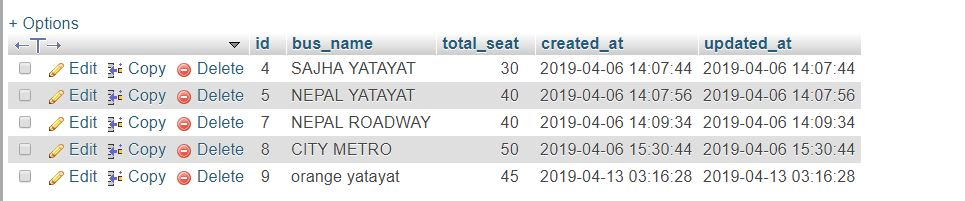 + Options
←T→ id bus_name total_seat created_at updated_at
Edit Copy Delete 4 SAJHA YATAYAT 30 2019-04-06 14:07:44 2019-04-06 14:07:44
Edit Copy Delete 5 NEPAL YATAYAT 40 2019-04-06 14:07:56 2019-04-06 14:07:56
Edit Copy Delete 7 NEPAL ROADWAY 40 2019-04-06 14:09:34 2019-04-06 14:09:34
Edit Copy Delete 8 CITY METRO 50 2019-04-06 15:30:44 2019-04-06 15:30:44
Edit Copy Delete 9 orange yatayat 45 2019-04-13 03:16:28 2019-04-13 03:16:28